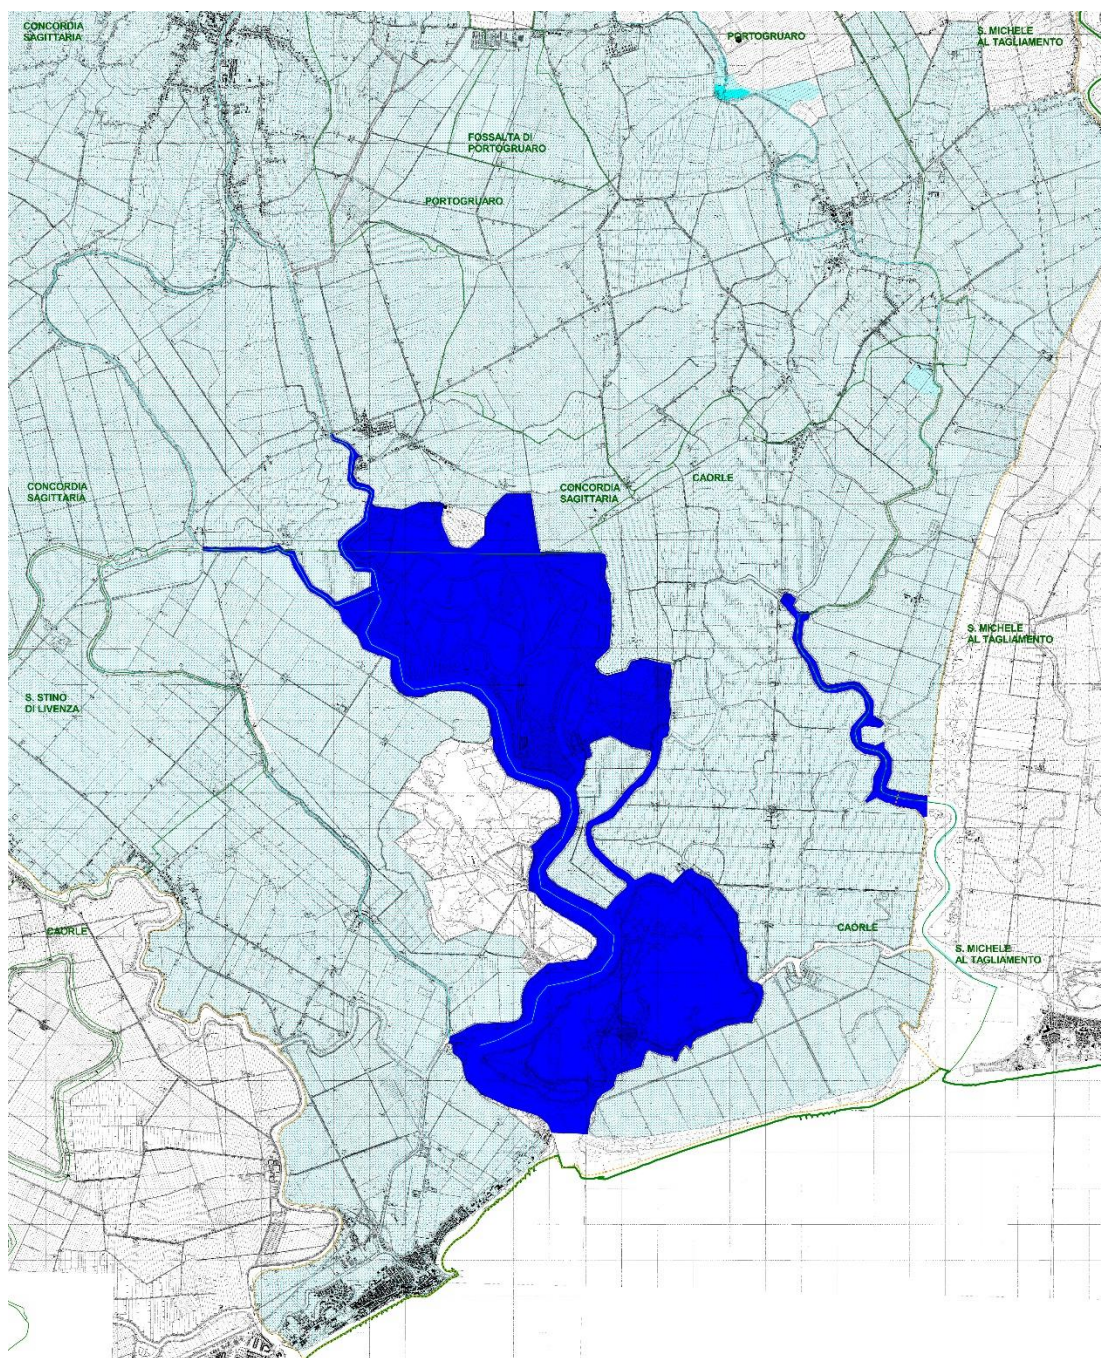 CONCORDIA
SAGITTARIA
PORTOGRUARO
S. MICHELE
AL TAGLIAMENTO
FOSSALTA DI
PORTOGRUARO
PORTOGRUARO
CONCORDIA
SAGITTARIA
CONCORDIA
SAGITTARIA
CAORLE
S. MICHELE
AL TAGLIAMENTO
S. STINO
DI LIVENZA
CAORLE
CAORLE
S. MICHELE
AL TAGLIAMENTO